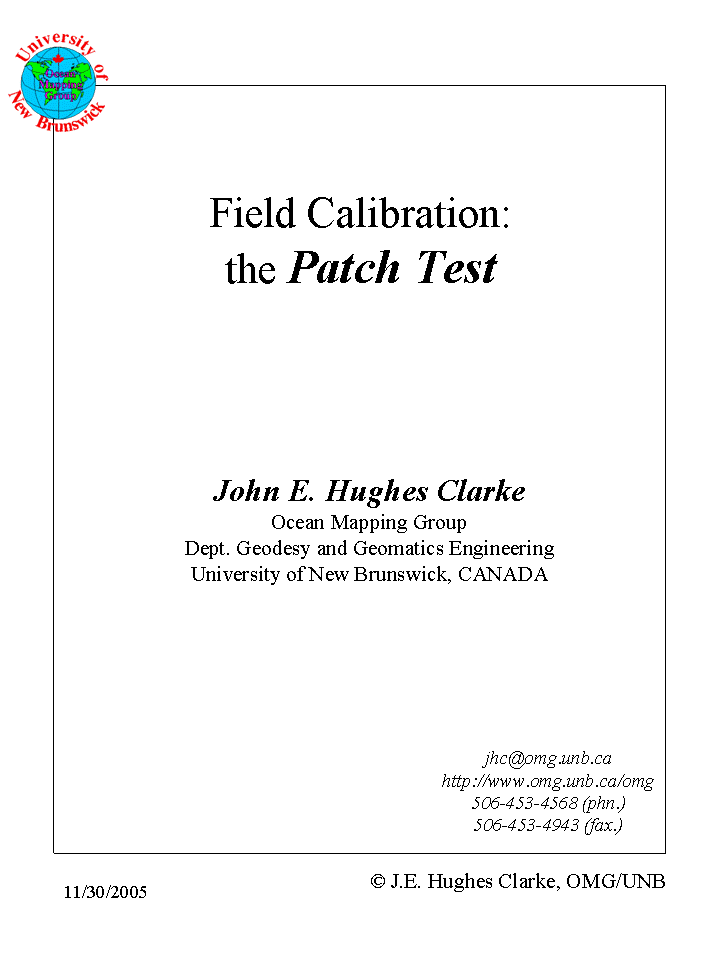 University of
Ocean
Mapping
Group
New Brunswick
Field Calibration:
the Patch Test
John E. Hughes Clarke
Ocean Mapping Group
Dept. Geodesy and Geomatics Engineering
University of New Brunswick, CANADA
jhc@omg.unb.ca
http://www.omg.unb.ca/omg
506-453-4568 (phn.)
506-453-4943 (fax.)
11/30/2005
© J.E. Hughes Clarke, OMG/UNB